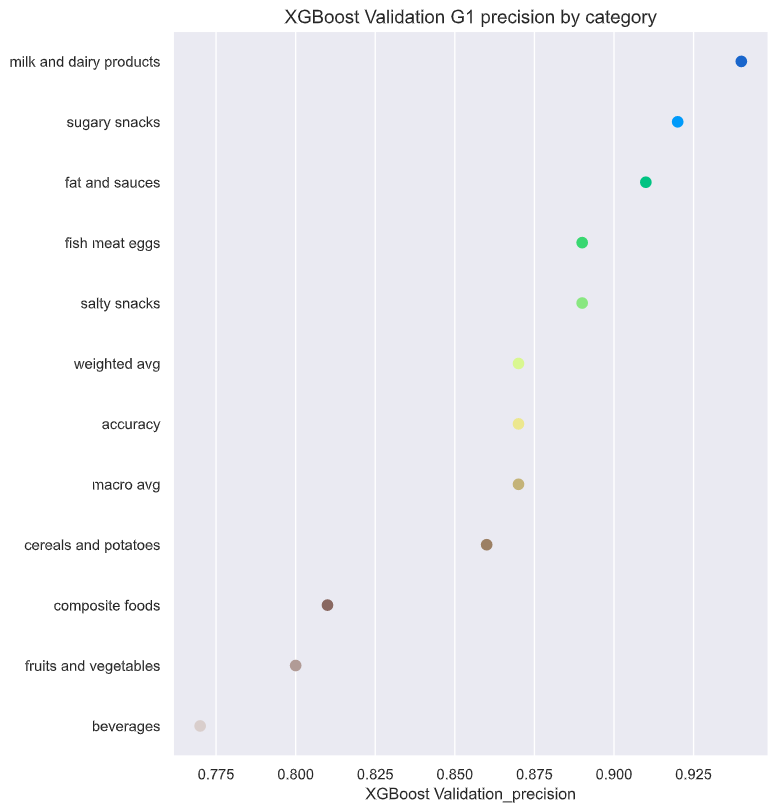 XGBoost Validation G1 precision by category
milk and dairy products
sugary snacks
fat and sauces
fish meat eggs
salty snacks
weighted avg
accuracy
macro avg
cereals and potatoes
composite foods
fruits and vegetables
beverages
0.775 0.800 0.825 0.850 0.875 0.900 0.925
XGBoost Validation_precision